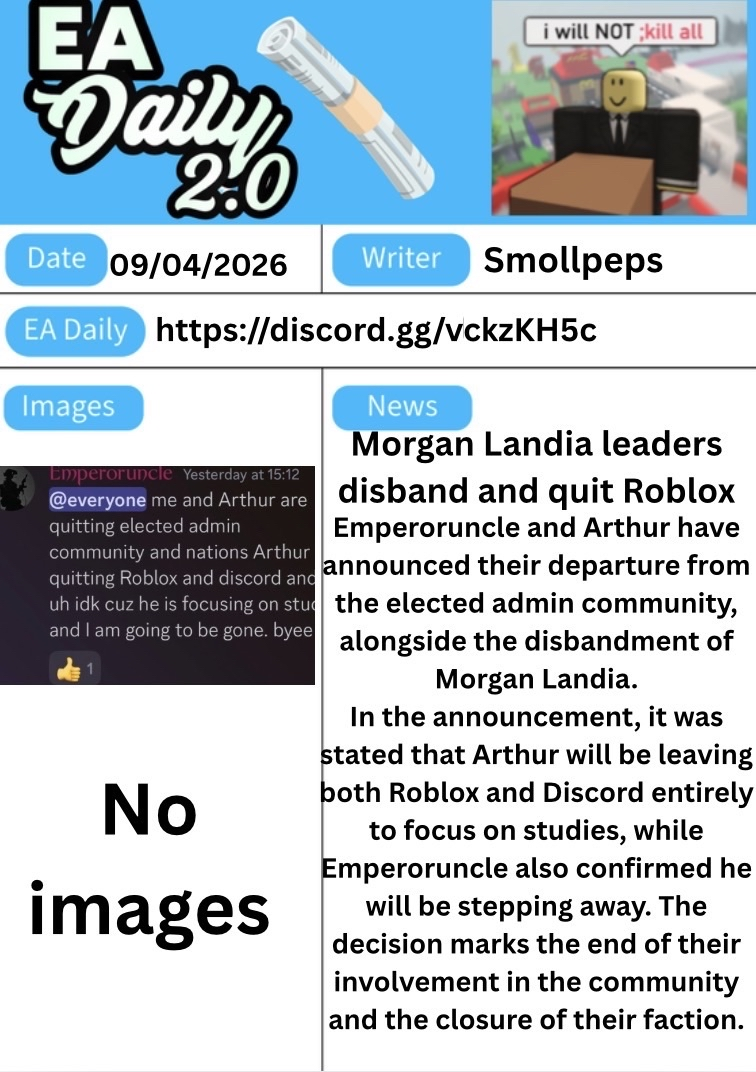 EA
Daily
2.0
i will NOT ;kill all
Date 09/04/2026
Writer Smollpeps
EA Daily https://discord.gg/vckzKH5c
Images
Emperoruncle Yesterday at 15:12
@everyone me and Arthur are
quitting elected admin
community and nations Arthur
quitting Roblox and discord and
uh idk cuz he is focusing on stud
and I am going to be gone. byee
👍 1
No
images
News
Morgan Landia leaders
disband and quit Roblox
Emperoruncle and Arthur have
announced their departure from
the elected admin community,
alongside the disbandment of
Morgan Landia.
In the announcement, it was
stated that Arthur will be leaving
both Roblox and Discord entirely
to focus on studies, while
Emperoruncle also confirmed he
will be stepping away. The
decision marks the end of their
involvement in the community
and the closure of their faction.